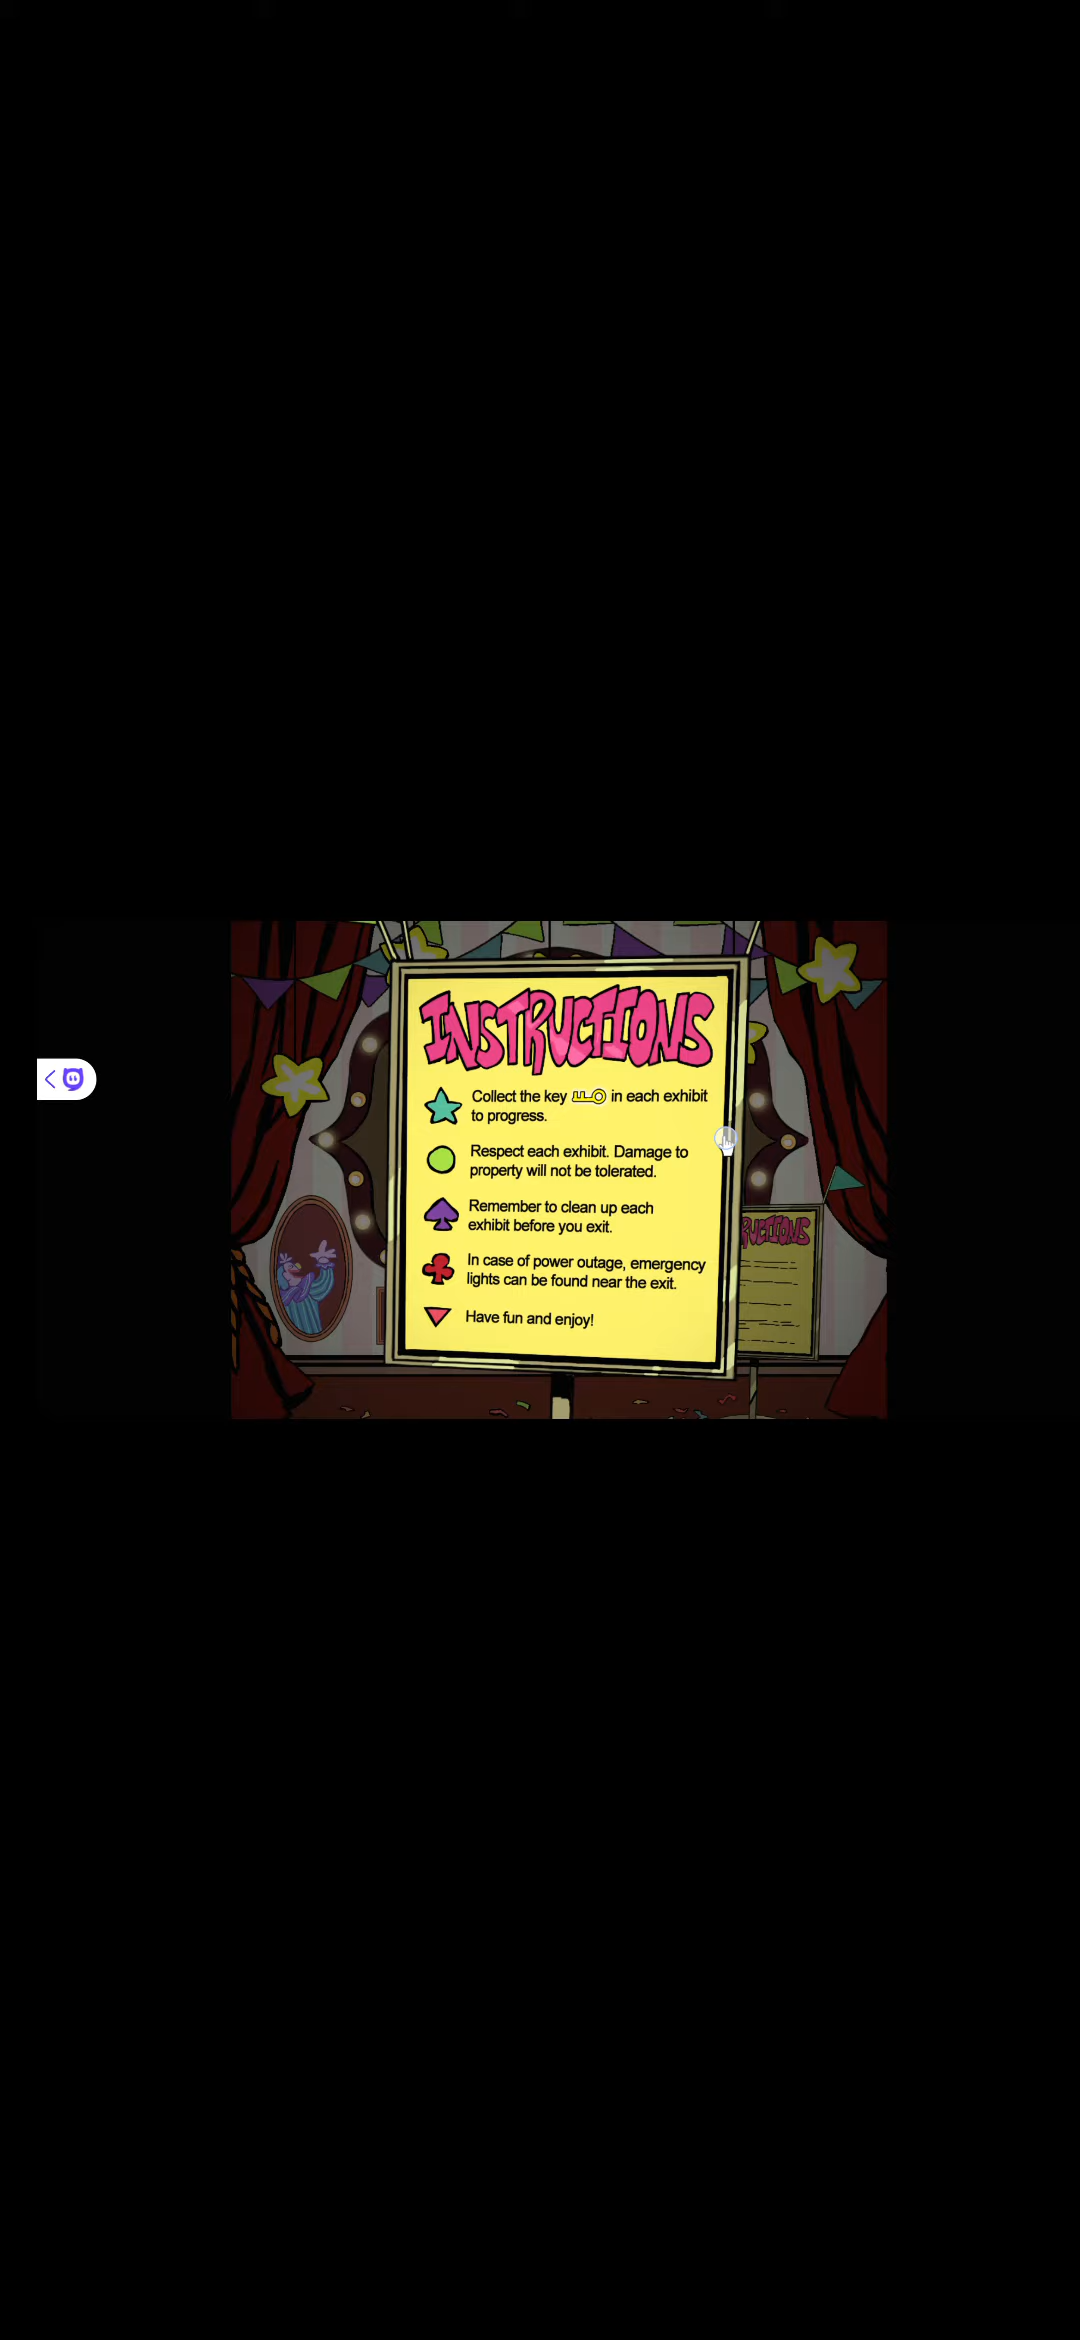 INSTRUCTIONS
Collect the key in each exhibit
to progress.
Respect each exhibit. Damage to
property will not be tolerated.
Remember to clean up each
exhibit before you exit.
In case of power outage, emergency
lights can be found near the exit.
Have fun and enjoy!
RUCTIONS